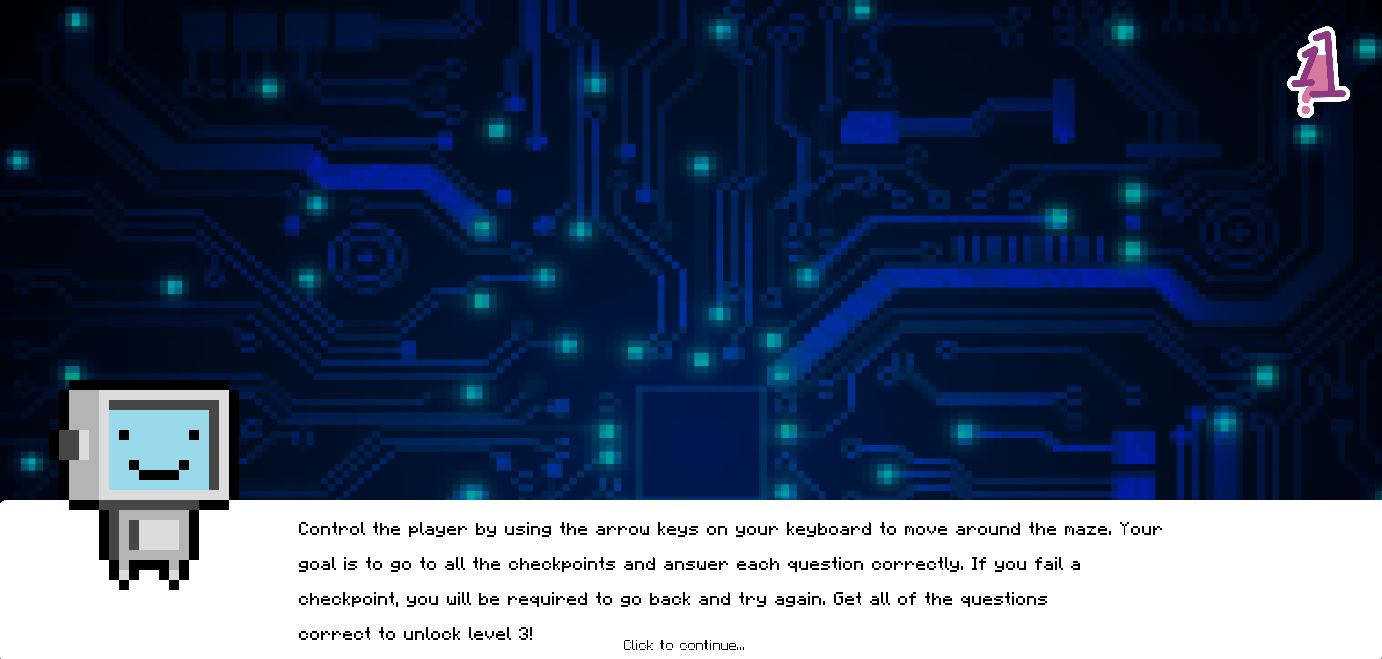 Control the player by using the arrow keys on your keyboard to move around the maze. Your
goal is to go to all the checkpoints and answer each question correctly. If you fail a
checkpoint, you will be required to go back and try again. Get all of the questions
correct to unlock level 3!
Click to continue...